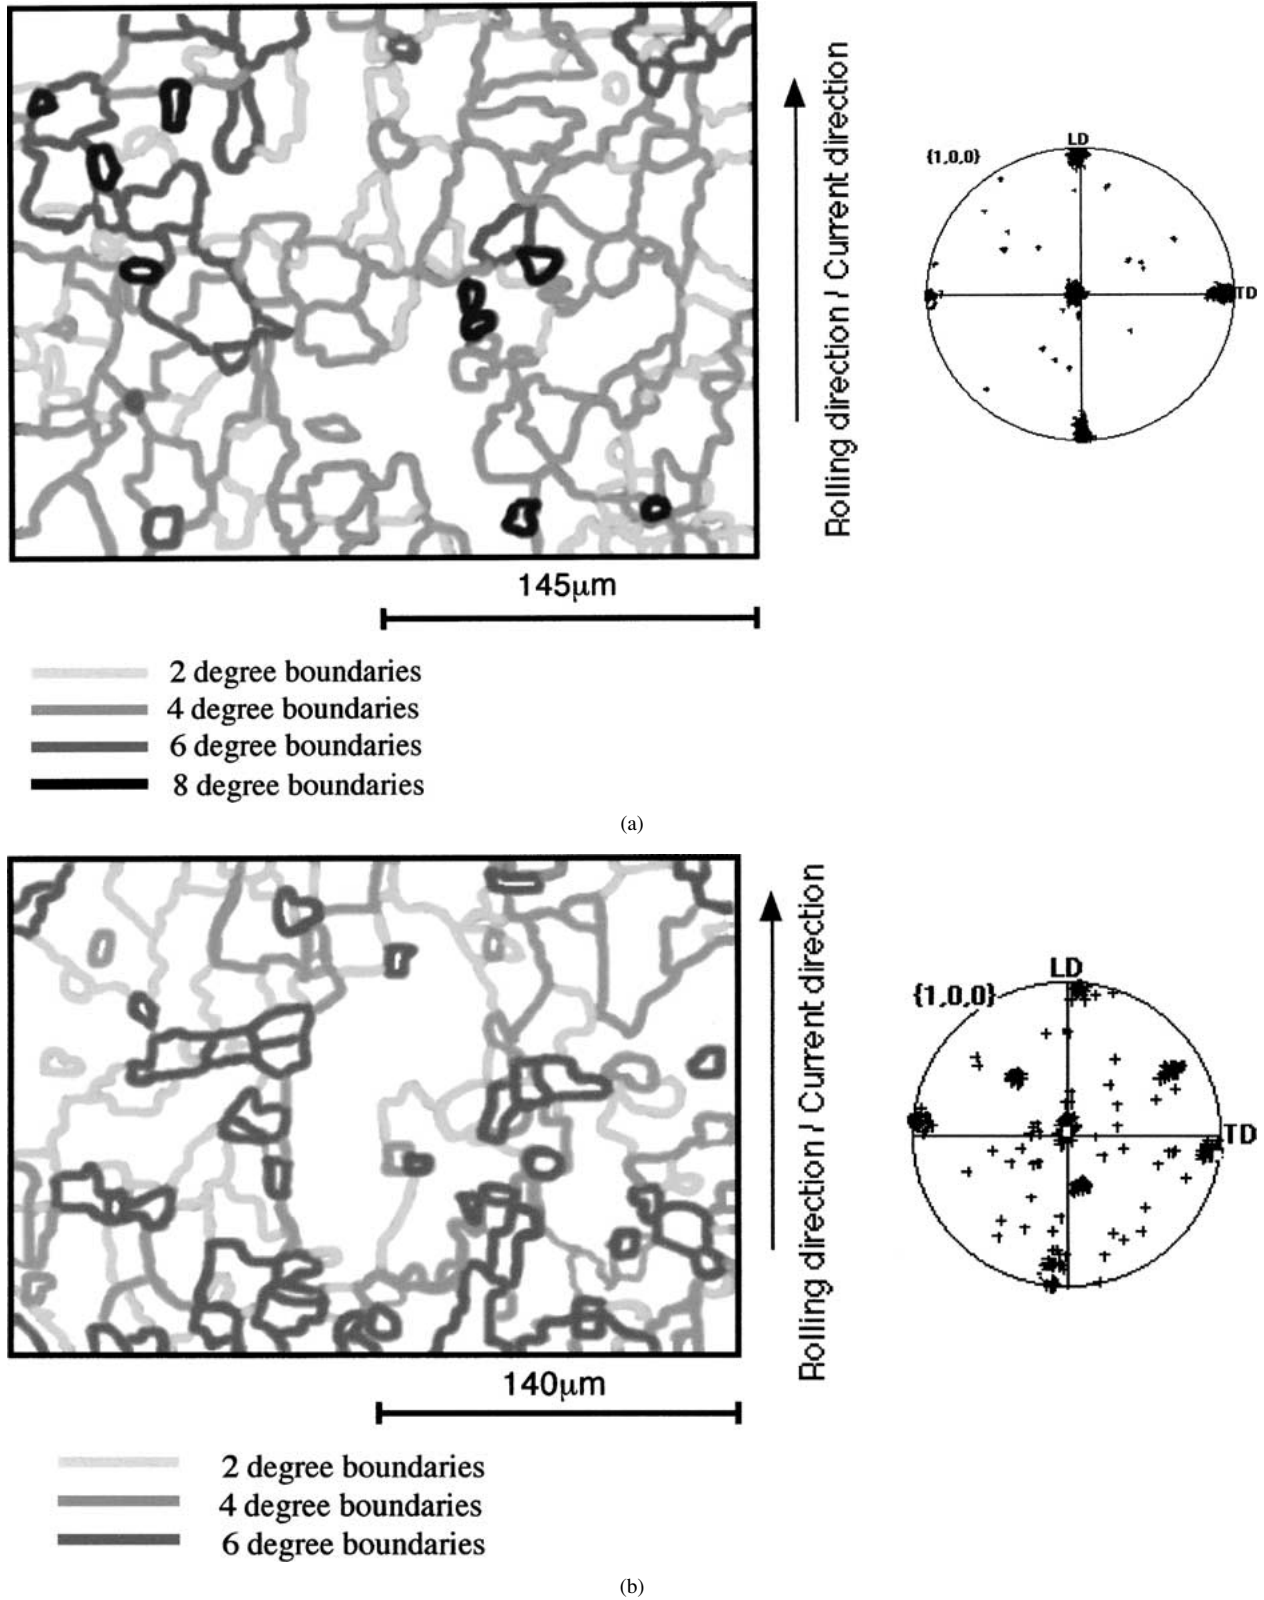 Rolling direction / Current direction
{1,0,0}
LD
TD
145μm
2 degree boundaries
4 degree boundaries
6 degree boundaries
8 degree boundaries
(a)
Rolling direction / Current direction
{1,0,0}
LD
TD
140μm
2 degree boundaries
4 degree boundaries
6 degree boundaries
(b)